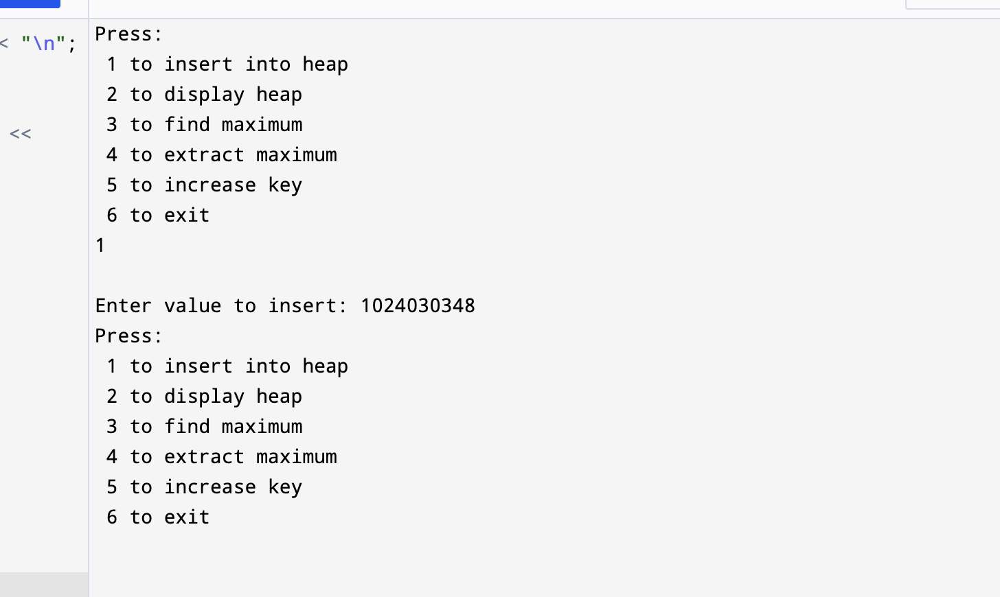 < "\n";
<<
Press:
 1 to insert into heap
 2 to display heap
 3 to find maximum
 4 to extract maximum
 5 to increase key
 6 to exit
1

Enter value to insert: 1024030348
Press:
 1 to insert into heap
 2 to display heap
 3 to find maximum
 4 to extract maximum
 5 to increase key
 6 to exit